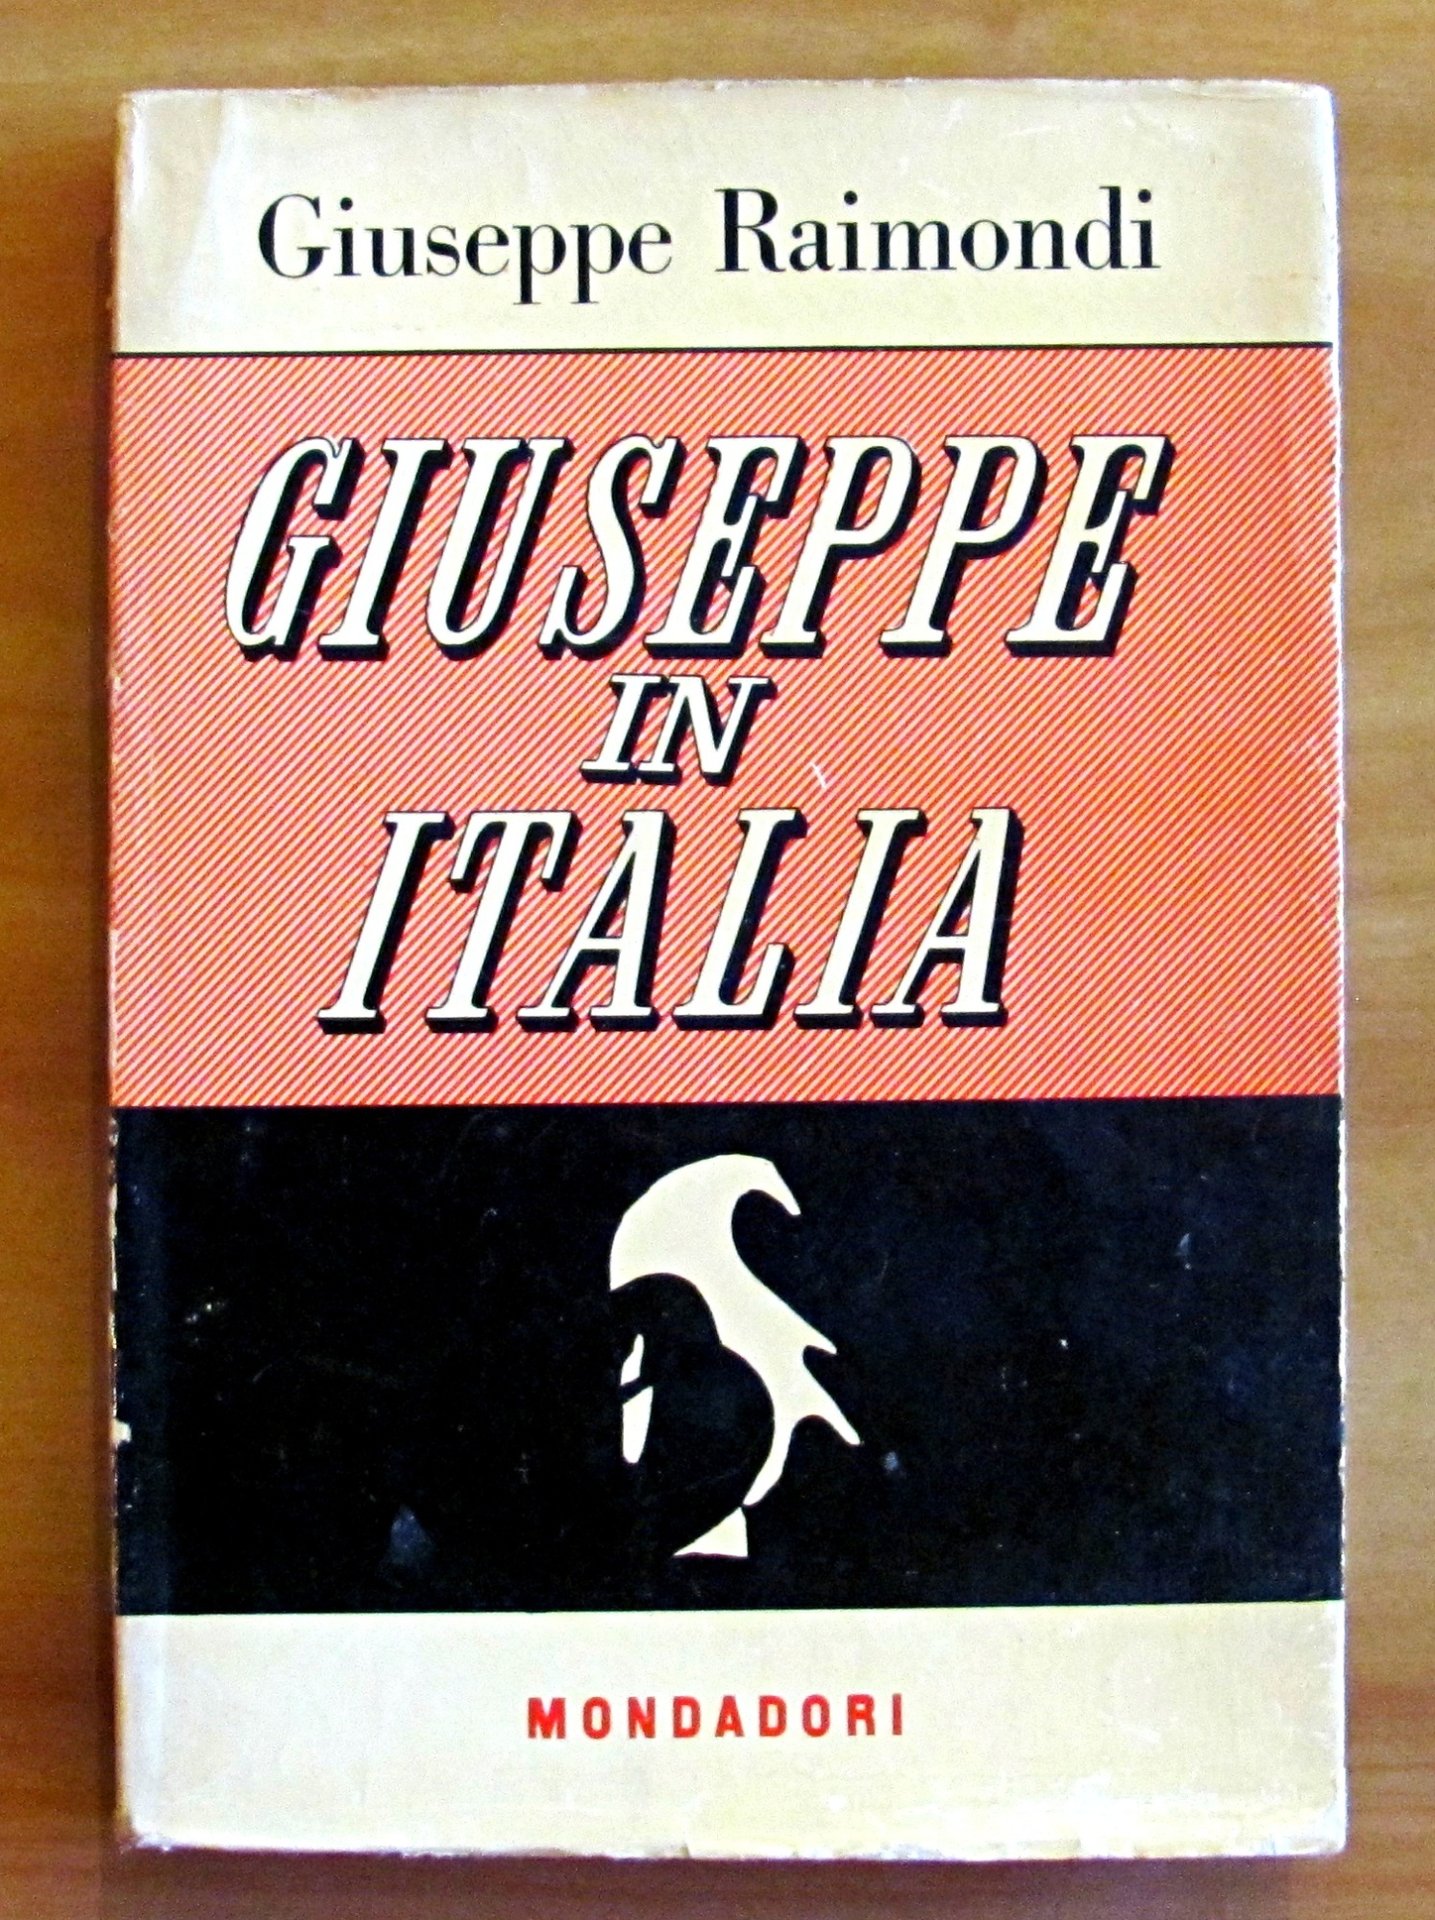 Giuseppe Raimondi
GIUSEPPE
IN
ITALIA
MONDADORI